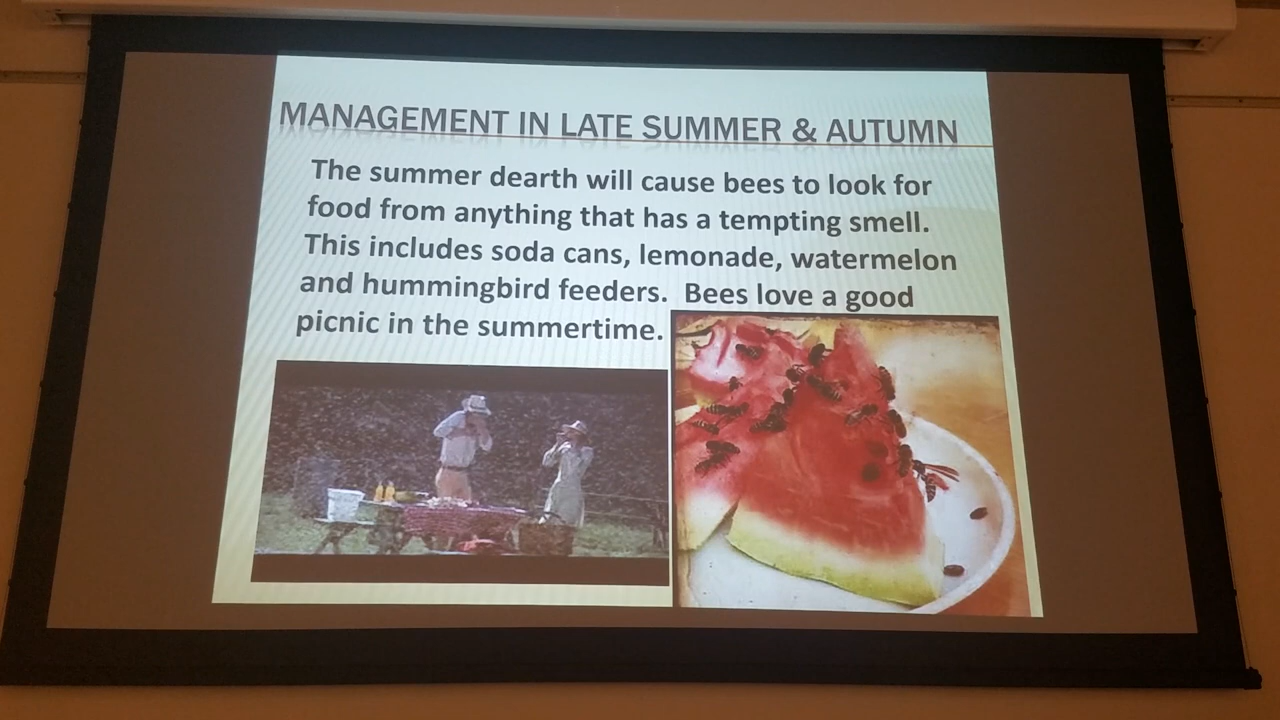 MANAGEMENT IN LATE SUMMER & AUTUMN
The summer dearth will cause bees to look for
food from anything that has a tempting smell.
This includes soda cans, lemonade, watermelon
and hummingbird feeders.  Bees love a good
picnic in the summertime.